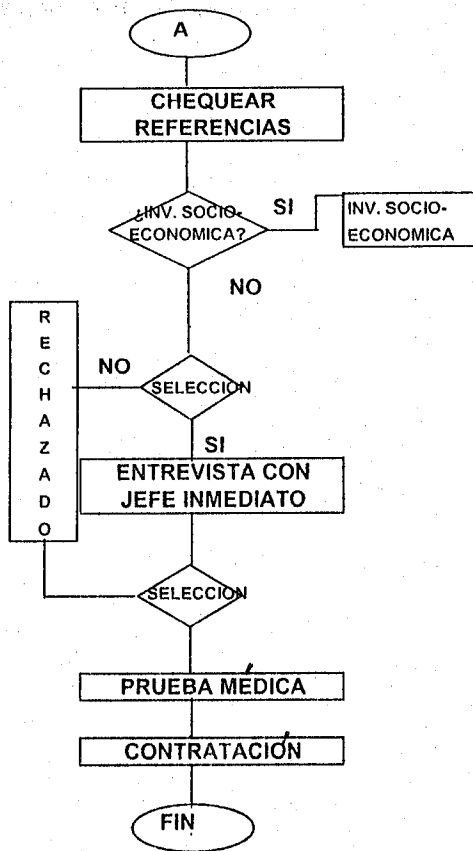 A
CHEQUEAR
REFERENCIAS
¿INV. SOCIO-
ECONOMICA?
SI
INV. SOCIO-
ECONOMICA
NO
RECHAZADO
NO
SELECCION
SI
ENTREVISTA CON
JEFE INMEDIATO
SELECCION
PRUEBA MÉDICA
CONTRATACIÓN
FIN